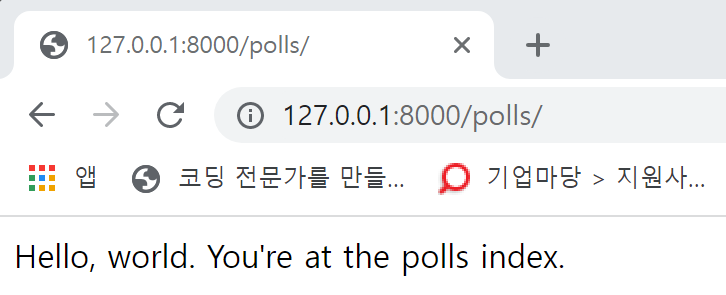 127.0.0.1:8000/polls/
127.0.0.1:8000/polls/
앱 코딩 전문가를 만들... 기업마당 > 지원사...
Hello, world. You're at the polls index.